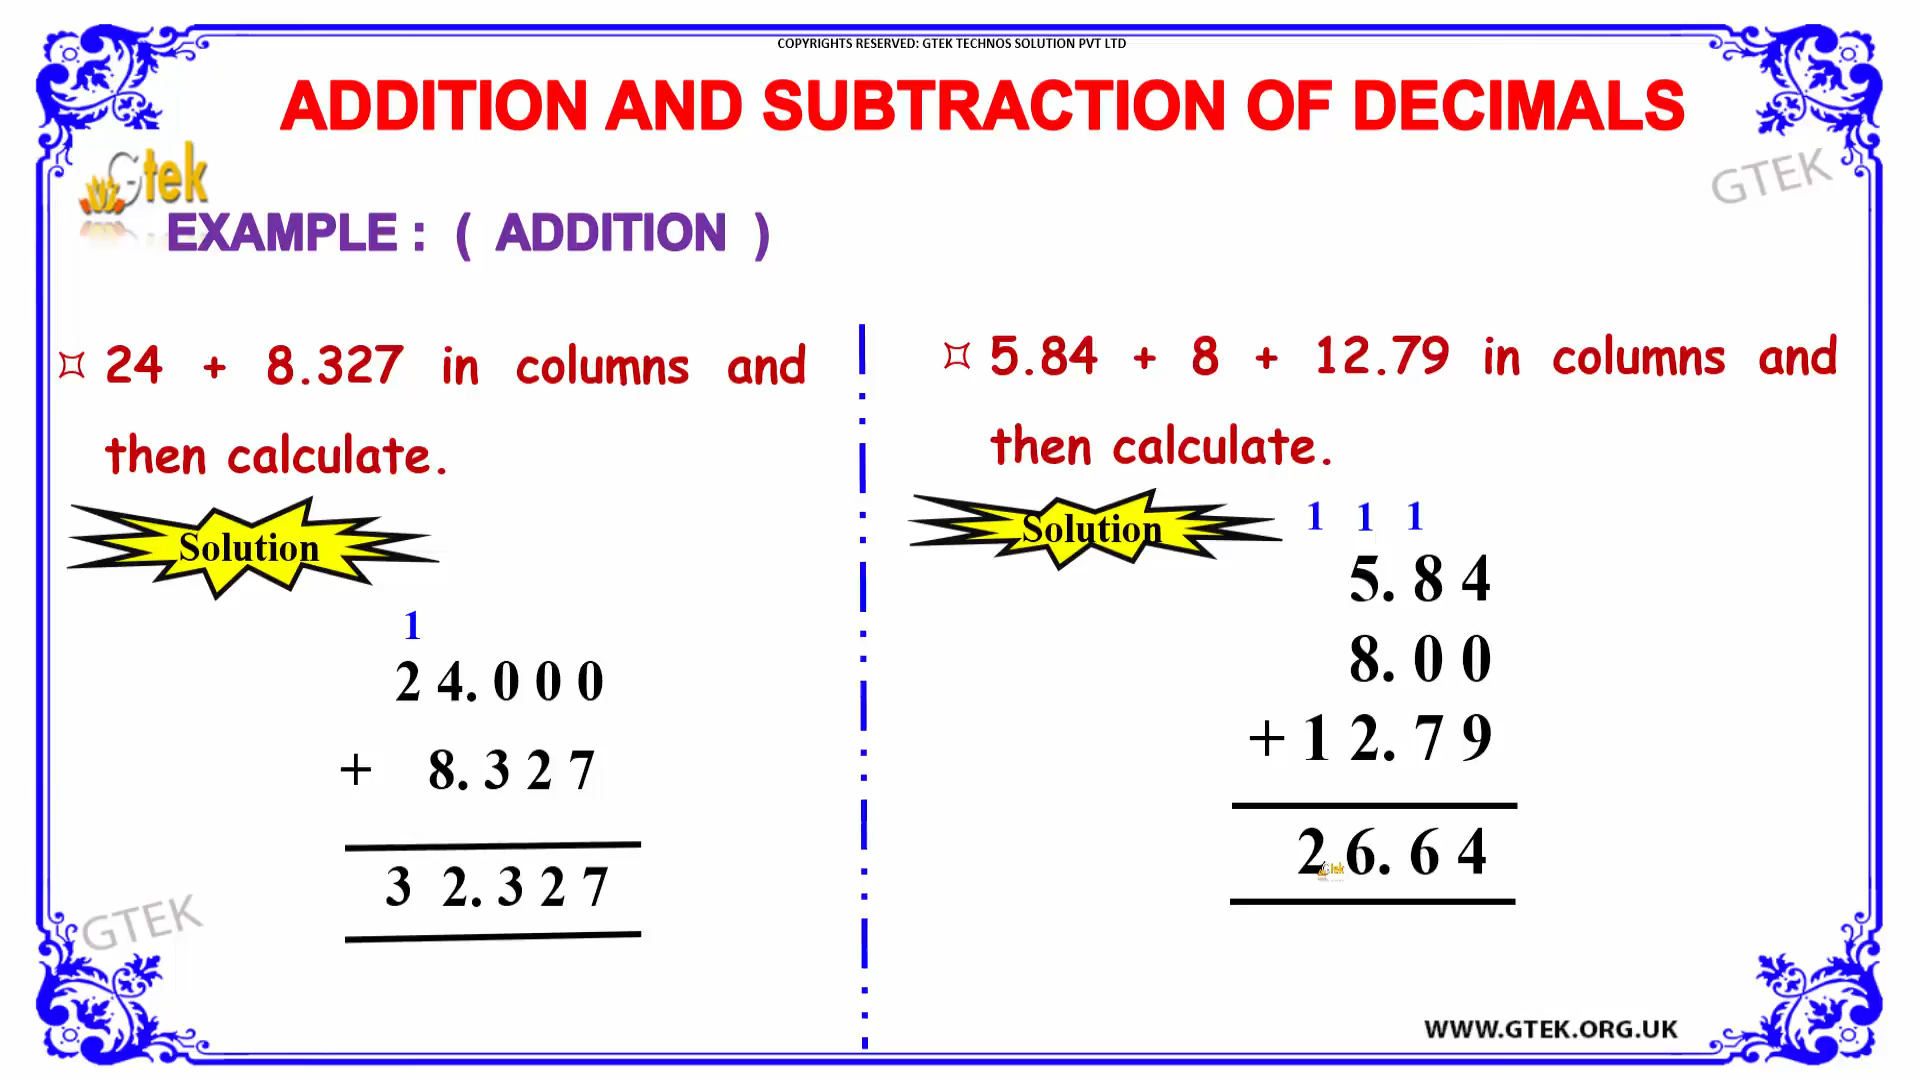 COPYRIGHTS RESERVED: GTEK TECHNOS SOLUTION PVT LTD
ADDITION AND SUBTRACTION OF DECIMALS
Gtek
GTEK
EXAMPLE : ( ADDITION )
24 + 8.327 in columns and
then calculate.
Solution
1
2 4. 0 0 0
+ 8. 3 2 7
3 2. 3 2 7
5.84 + 8 + 12.79 in columns and
then calculate.
Solution
1 1 1
5. 8 4
8. 0 0
+ 1 2. 7 9
2 6. 6 4
Gtek
GTEK
WWW.GTEK.ORG.UK